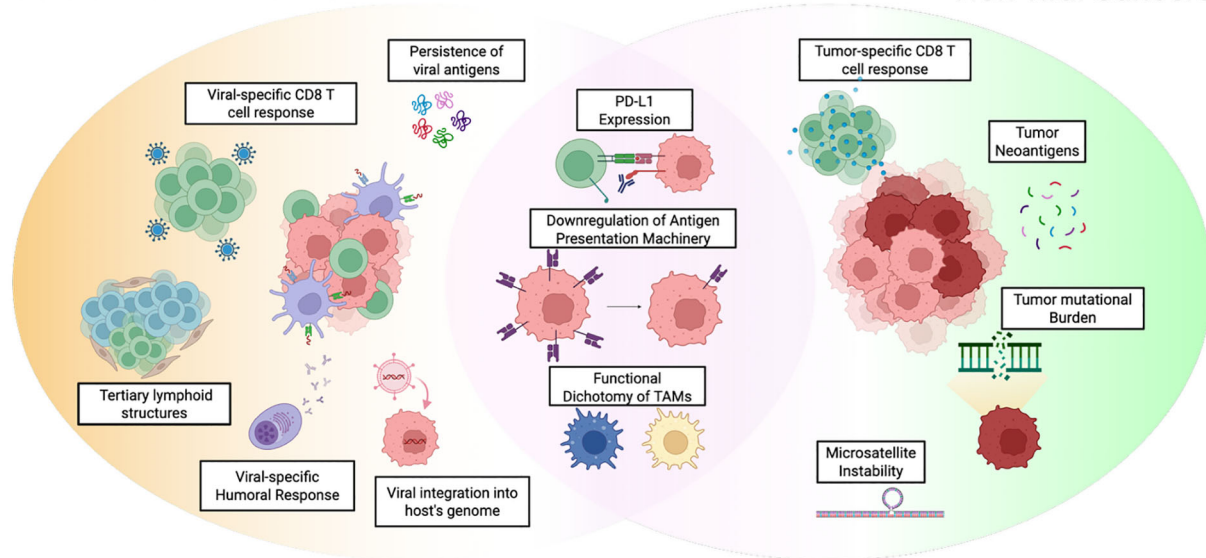 Persistence of
viral antigens
Viral-specific CD8 T
cell response
Tertiary lymphoid
structures
Viral-specific
Humoral Response
Viral integration into
host's genome
PD-L1
Expression
Downregulation of Antigen
Presentation Machinery
Functional
Dichotomy of TAMs
Tumor-specific CD8 T
cell response
Tumor
Neoantigens
Tumor mutational
Burden
Microsatellite
Instability